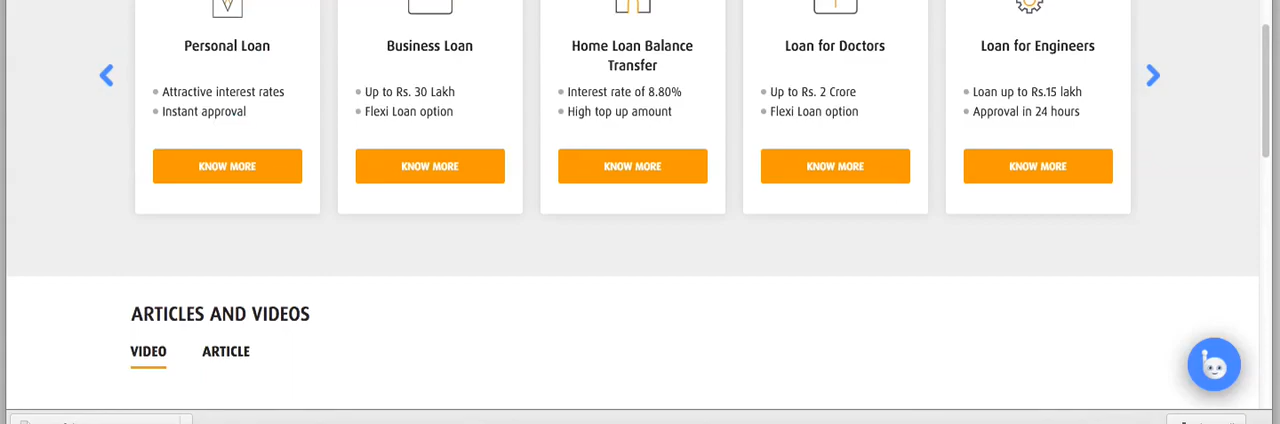 Personal Loan
Attractive interest rates
Instant approval
KNOW MORE
Business Loan
Up to Rs. 30 Lakh
Flexi Loan option
KNOW MORE
Home Loan Balance
Transfer
Interest rate of 8.80%
High top up amount
KNOW MORE
Loan for Doctors
Up to Rs. 2 Crore
Flexi Loan option
KNOW MORE
Loan for Engineers
Loan up to Rs.15 lakh
Approval in 24 hours
KNOW MORE
ARTICLES AND VIDEOS
VIDEO
ARTICLE